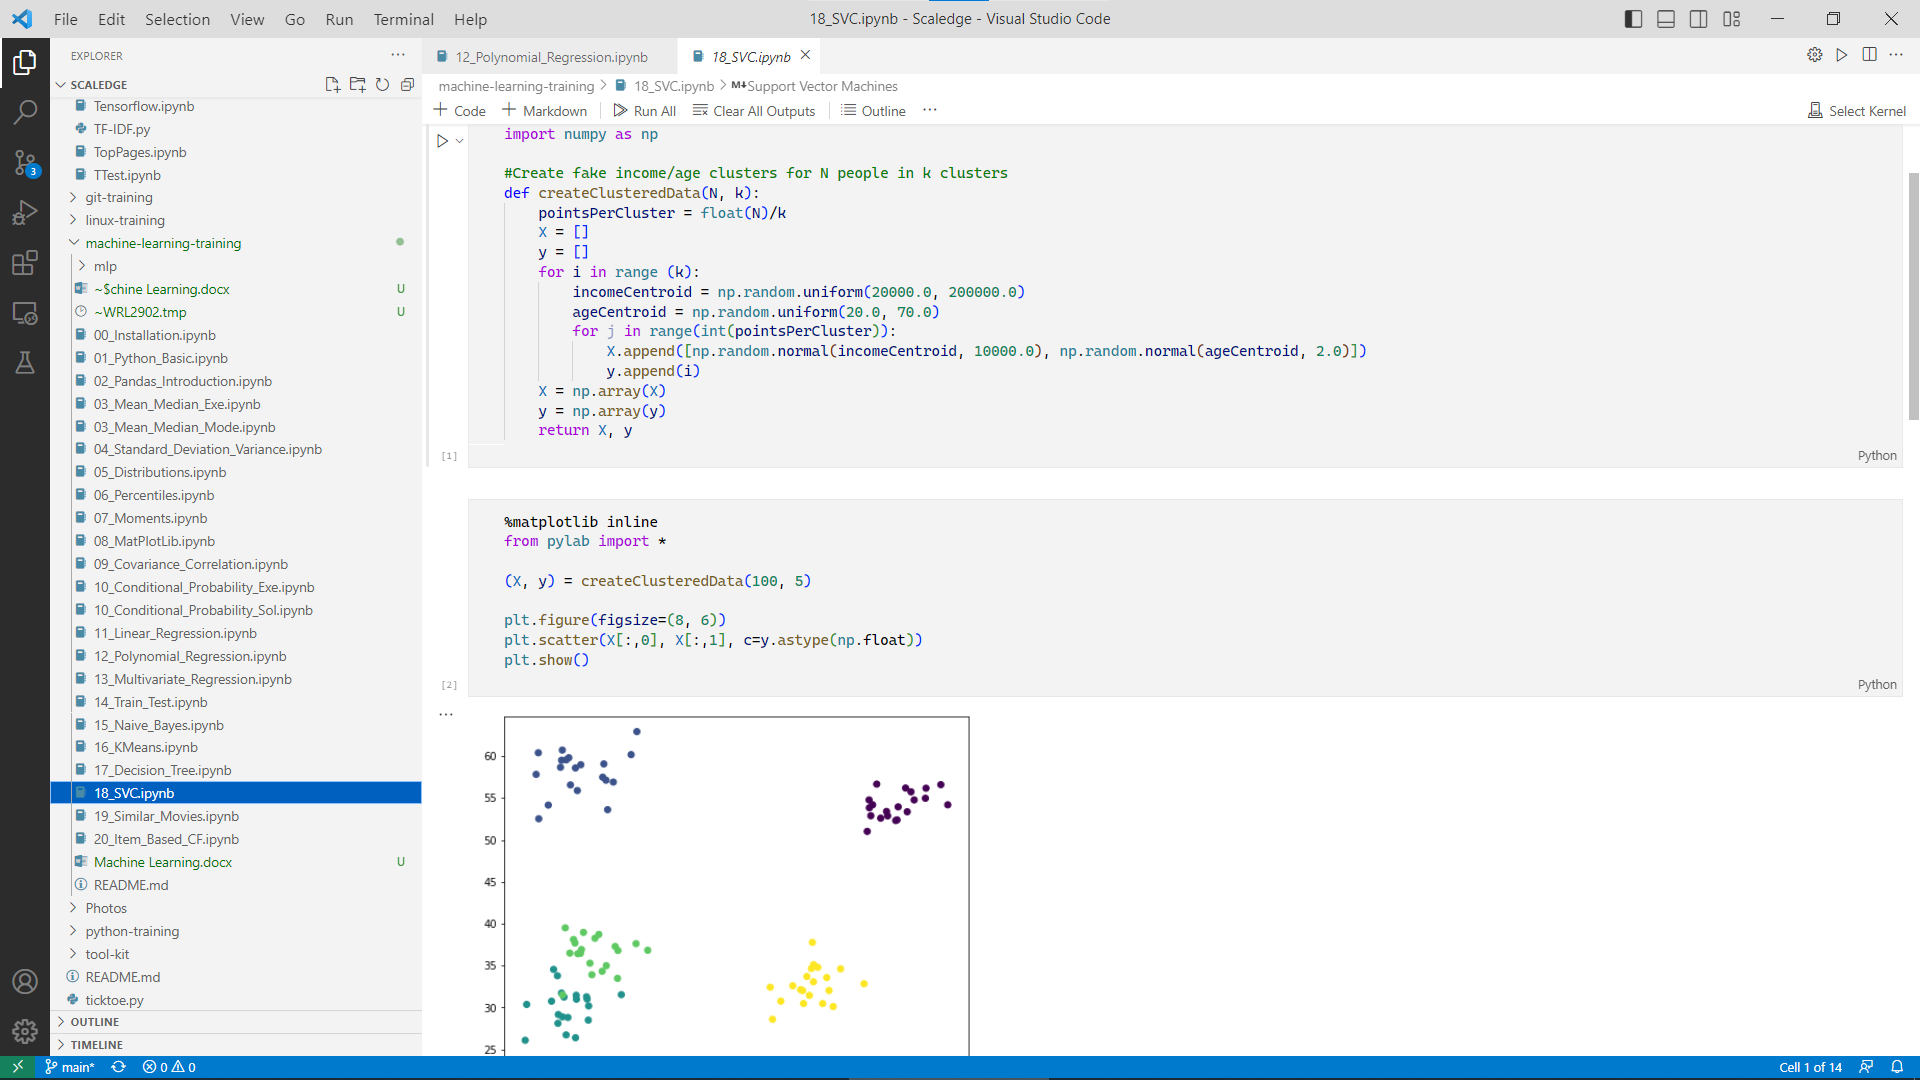 File Edit Selection View Go Run Terminal Help
18_SVC.ipynb - Scaledge - Visual Studio Code
EXPLORER
SCALEDGE
Tensorflow.ipynb
TF-IDF.py
TopPages.ipynb
TTest.ipynb
git-training
linux-training
machine-learning-training
mlp
~$chine Learning.docx U
~WRL2902.tmp U
00_Installation.ipynb
01_Python_Basic.ipynb
02_Pandas_Introduction.ipynb
03_Mean_Median_Exe.ipynb
03_Mean_Median_Mode.ipynb
04_Standard_Deviation_Variance.ipynb
05_Distributions.ipynb
06_Percentiles.ipynb
07_Moments.ipynb
08_MatPlotLib.ipynb
09_Covariance_Correlation.ipynb
10_Conditional_Probability_Exe.ipynb
10_Conditional_Probability_Sol.ipynb
11_Linear_Regression.ipynb
12_Polynomial_Regression.ipynb
13_Multivariate_Regression.ipynb
14_Train_Test.ipynb
15_Naive_Bayes.ipynb
16_KMeans.ipynb
17_Decision_Tree.ipynb
18_SVC.ipynb
19_Similar_Movies.ipynb
20_Item_Based_CF.ipynb
Machine Learning.docx U
README.md
Photos
python-training
tool-kit
README.md
ticktoe.py
OUTLINE
TIMELINE
3
12_Polynomial_Regression.ipynb
18_SVC.ipynb
machine-learning-training > 18_SVC.ipynb > M↓Support Vector Machines
+ Code + Markdown Run All Clear All Outputs Outline ...
Select Kernel
import numpy as np
#Create fake income/age clusters for N people in k clusters
def createClusteredData(N, k):
    pointsPerCluster = float(N)/k
    X = []
    y = []
    for i in range (k):
        incomeCentroid = np.random.uniform(20000.0, 200000.0)
        ageCentroid = np.random.uniform(20.0, 70.0)
        for j in range(int(pointsPerCluster)):
            X.append([np.random.normal(incomeCentroid, 10000.0), np.random.normal(ageCentroid, 2.0)])
            y.append(i)
    X = np.array(X)
    y = np.array(y)
    return X, y
[1] Python
%matplotlib inline
from pylab import *
(X, y) = createClusteredData(100, 5)
plt.figure(figsize=(8, 6))
plt.scatter(X[:,0], X[:,1], c=y.astype(np.float))
plt.show()
[2] Python
60
55
50
45
40
35
30
25
main* 0 0
Cell 1 of 14